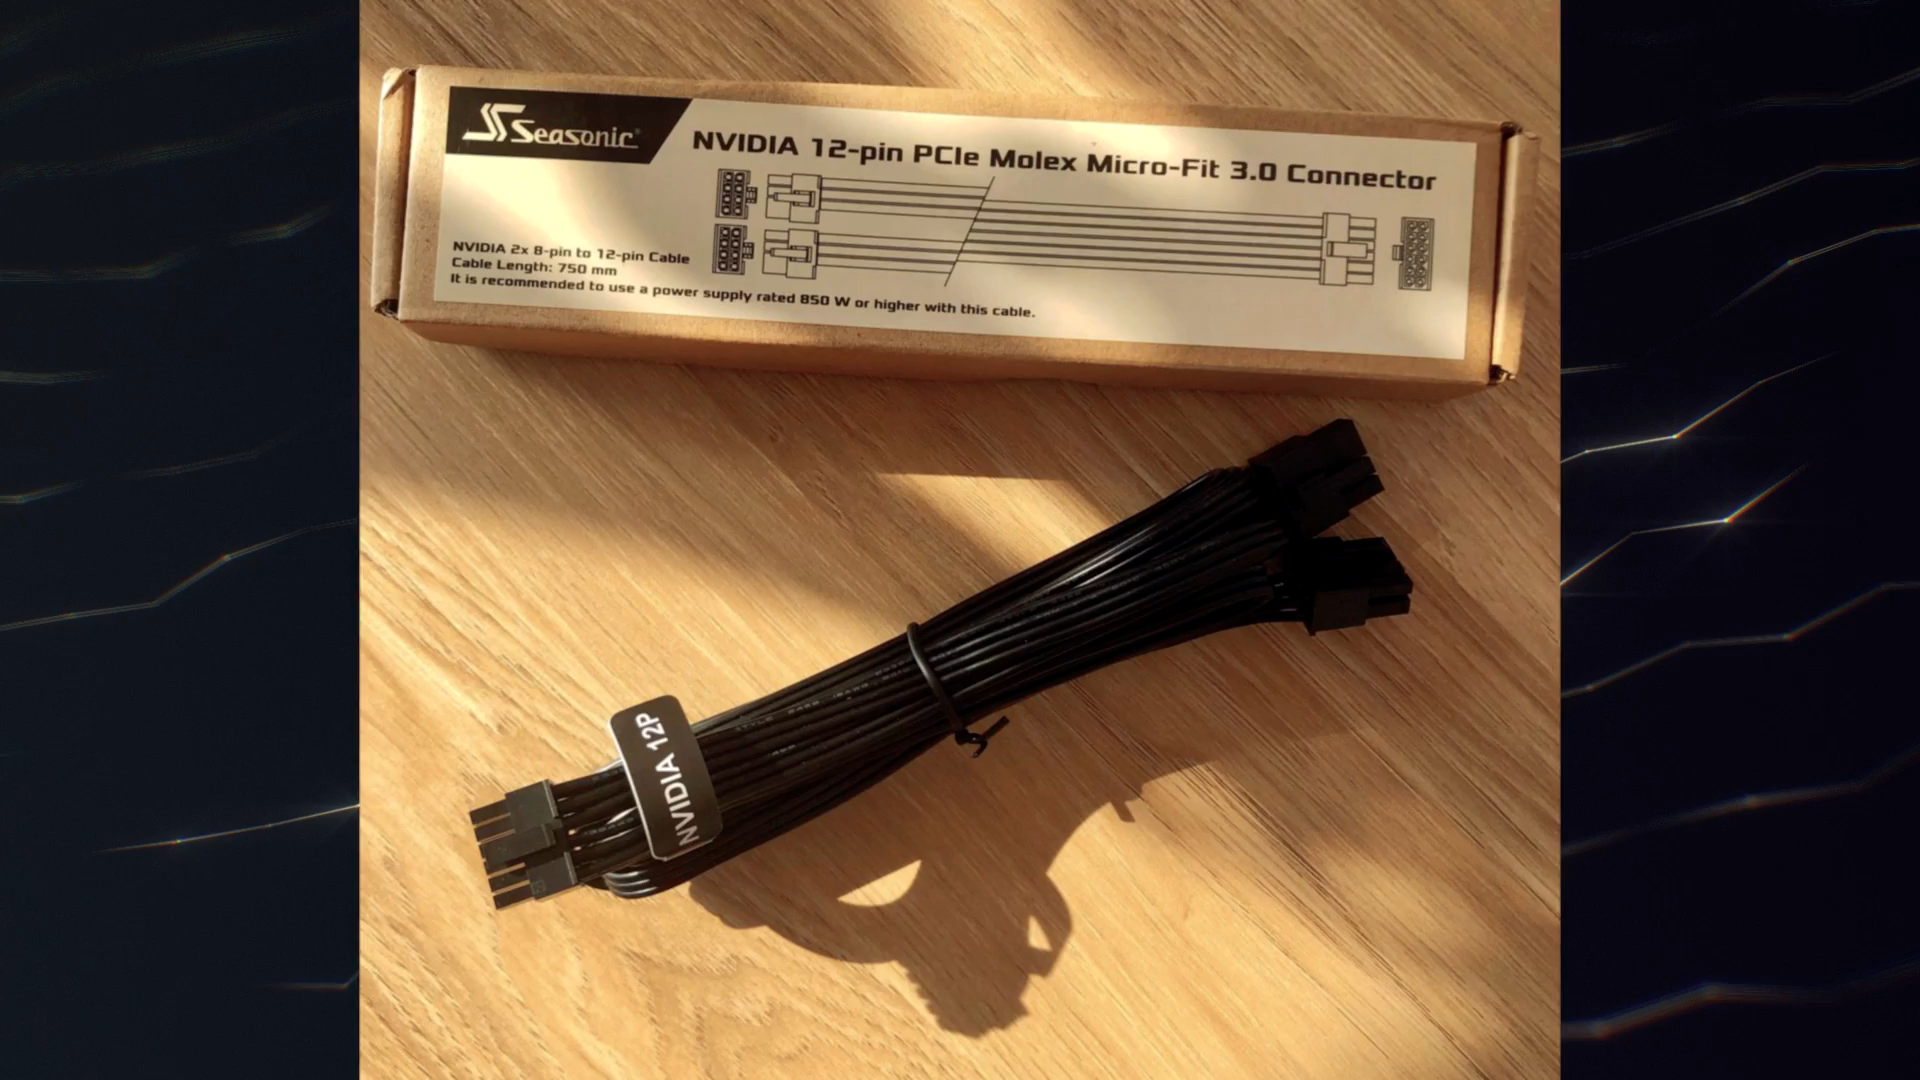 Seasonic
NVIDIA 12-pin PCIe Molex Micro-Fit 3.0 Connector
NVIDIA 2x 8-pin to 12-pin Cable
Cable Length: 750 mm
It is recommended to use a power supply rated 850 W or higher with this cable.
NVIDIA 12P